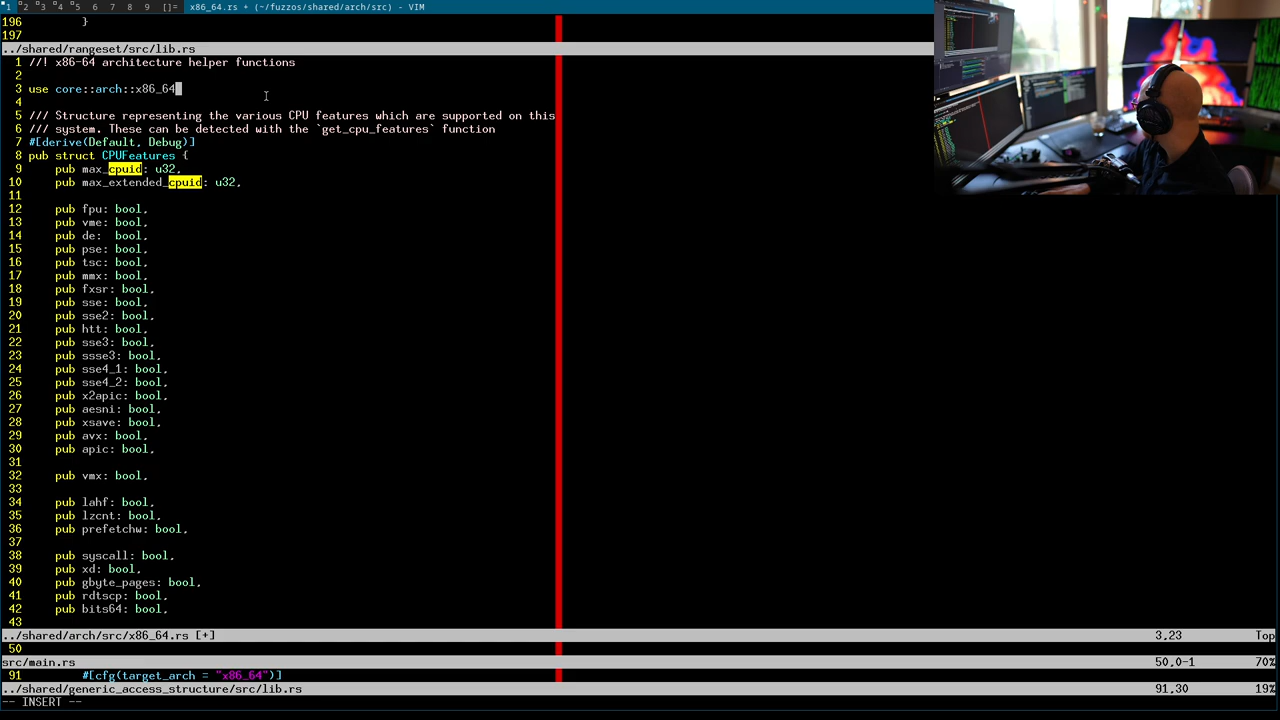 1 2 3 4 5 6 7 8 9 []= x86_64.rs + (~/fuzzos/shared/arch/src) - VIM
196         }
197
../shared/rangeset/src/lib.rs
1 //! x86-64 architecture helper functions
2
3 use core::arch::x86_64
4
5 /// Structure representing the various CPU features which are supported on this
6 /// system. These can be detected with the `get_cpu_features` function
7 #[derive(Default, Debug)]
8 pub struct CPUFeatures {
9     pub max_cpuid: u32,
10     pub max_extended_cpuid: u32,
11
12     pub fpu: bool,
13     pub vme: bool,
14     pub de:  bool,
15     pub pse: bool,
16     pub tsc: bool,
17     pub mmx: bool,
18     pub fxsr: bool,
19     pub sse: bool,
20     pub sse2: bool,
21     pub htt: bool,
22     pub sse3: bool,
23     pub ssse3: bool,
24     pub sse4_1: bool,
25     pub sse4_2: bool,
26     pub x2apic: bool,
27     pub aesni: bool,
28     pub xsave: bool,
29     pub avx: bool,
30     pub apic: bool,
31
32     pub vmx: bool,
33
34     pub lahf: bool,
35     pub lzcnt: bool,
36     pub prefetchw: bool,
37
38     pub syscall: bool,
39     pub xd: bool,
40     pub gbyte_pages: bool,
41     pub rdtscp: bool,
42     pub bits64: bool,
43
../shared/arch/src/x86_64.rs [+] 3,23 Top
50
src/main.rs 50,0-1 70%
91         #[cfg(target_arch = "x86_64")]
../shared/generic_access_structure/src/lib.rs 91,30 19%
-- INSERT --